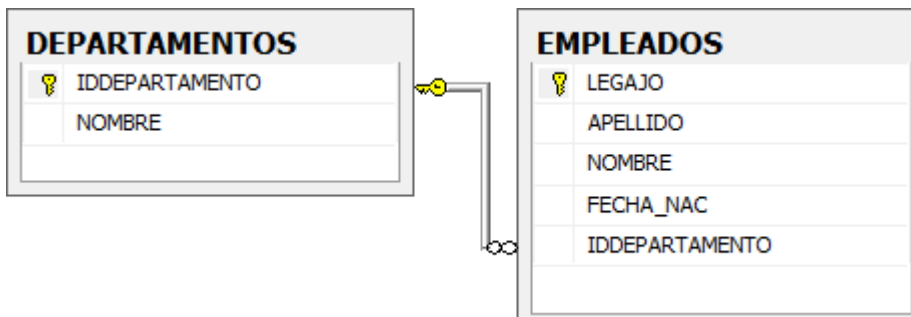 DEPARTAMENTOS
IDDEPARTAMENTO
NOMBRE
EMPLEADOS
LEGAJO
APELLIDO
NOMBRE
FECHA_NAC
IDDEPARTAMENTO